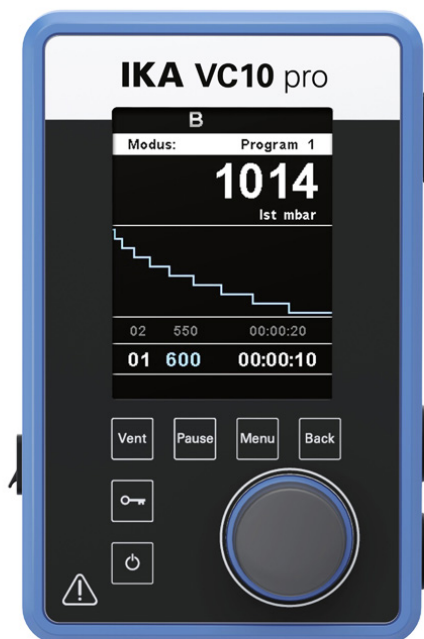 IKA VC10 pro
B
Modus: Program 1
1014
Ist mbar
02 550 00:00:20
01 600 00:00:10
Vent Pause Menu Back